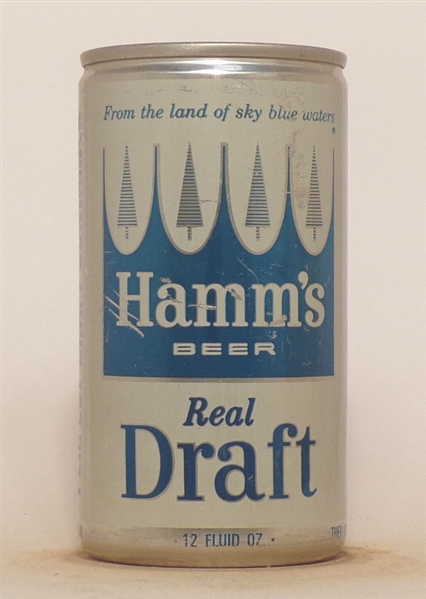 From the land of sky blue waters
Hamm's
BEER
Real
Draft
· 12 FLUID OZ. ·